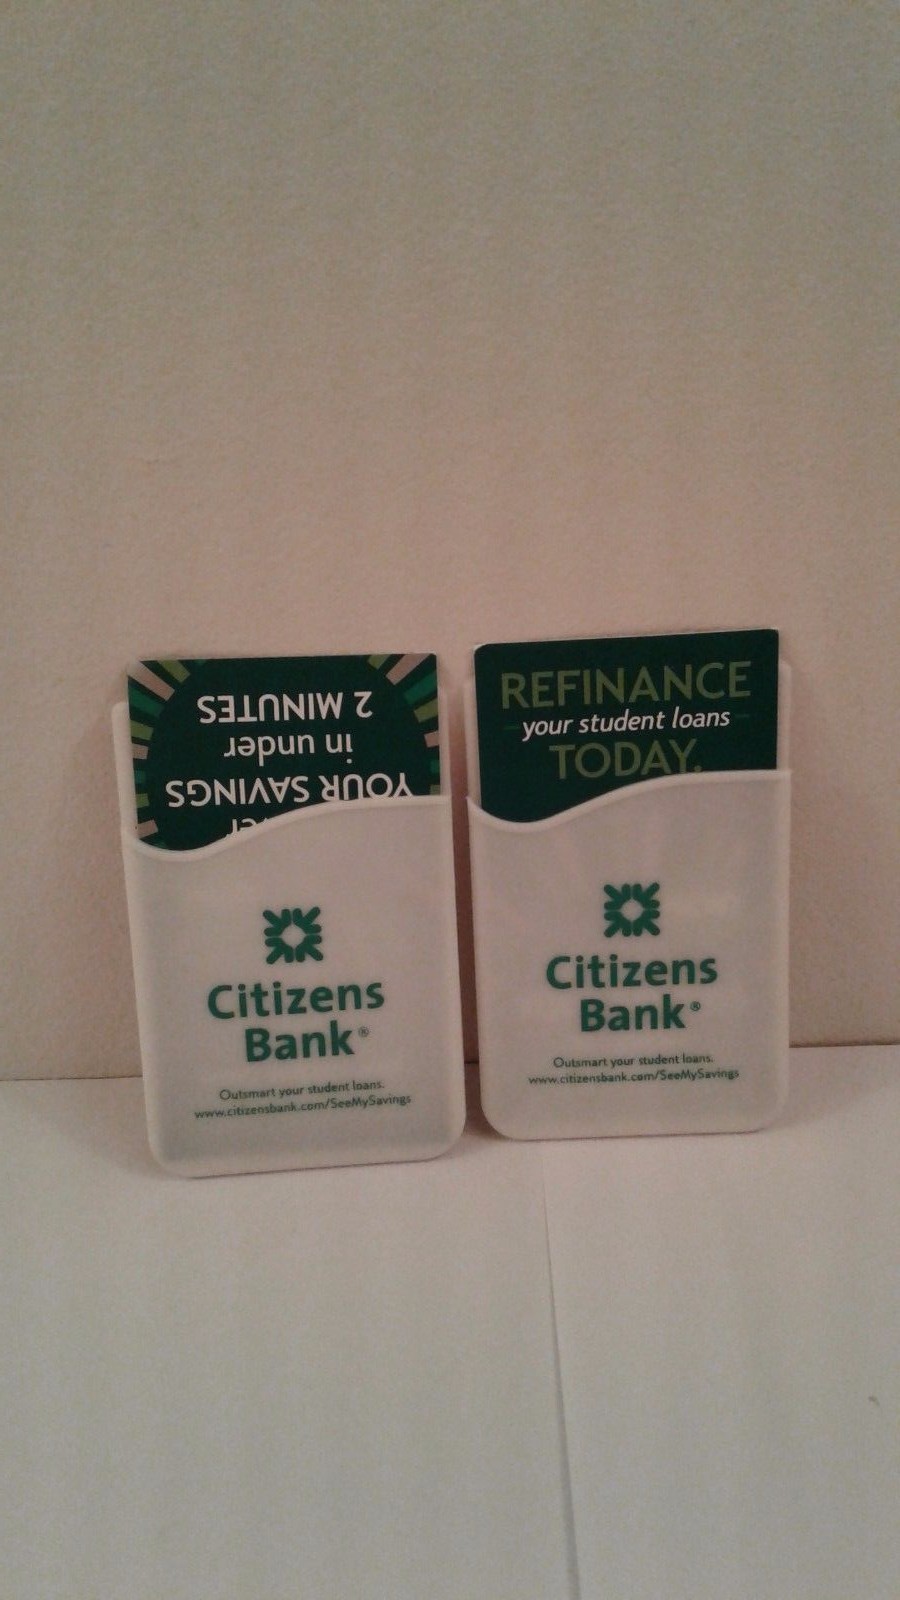 YOUR SAVINGS
in under
2 MINUTES
Citizens
Bank®
Outsmart your student loans.
www.citizensbank.com/SeeMySavings
REFINANCE
your student loans
TODAY.
Citizens
Bank®
Outsmart your student loans.
www.citizensbank.com/SeeMySavings